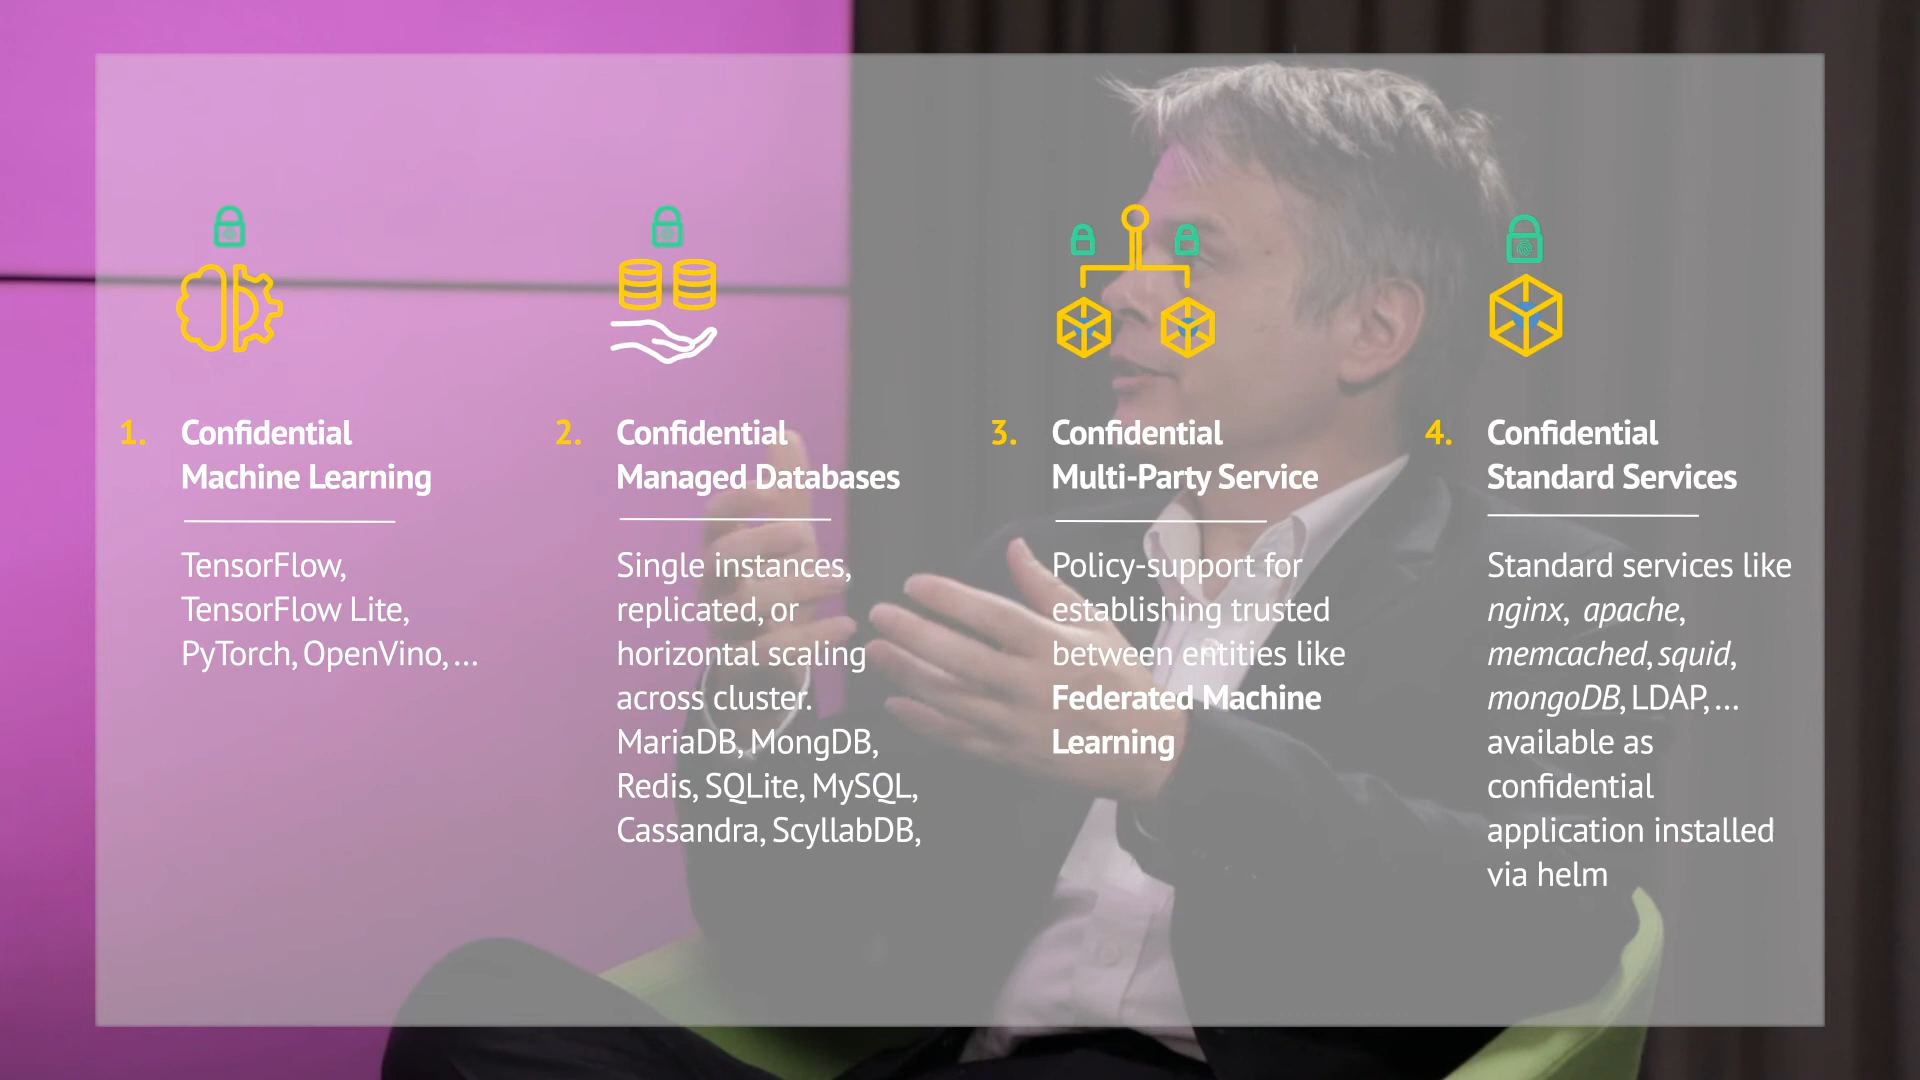 1. Confidential
Machine Learning
TensorFlow,
TensorFlow Lite,
PyTorch, OpenVino, ...
2. Confidential
Managed Databases
Single instances,
replicated, or
horizontal scaling
across cluster.
MariaDB, MongDB,
Redis, SQLite, MySQL,
Cassandra, ScyllabDB,
3. Confidential
Multi-Party Service
Policy-support for
establishing trusted
between entities like
Federated Machine
Learning
4. Confidential
Standard Services
Standard services like
nginx, apache,
memcached, squid,
mongoDB, LDAP, ...
available as
confidential
application installed
via helm